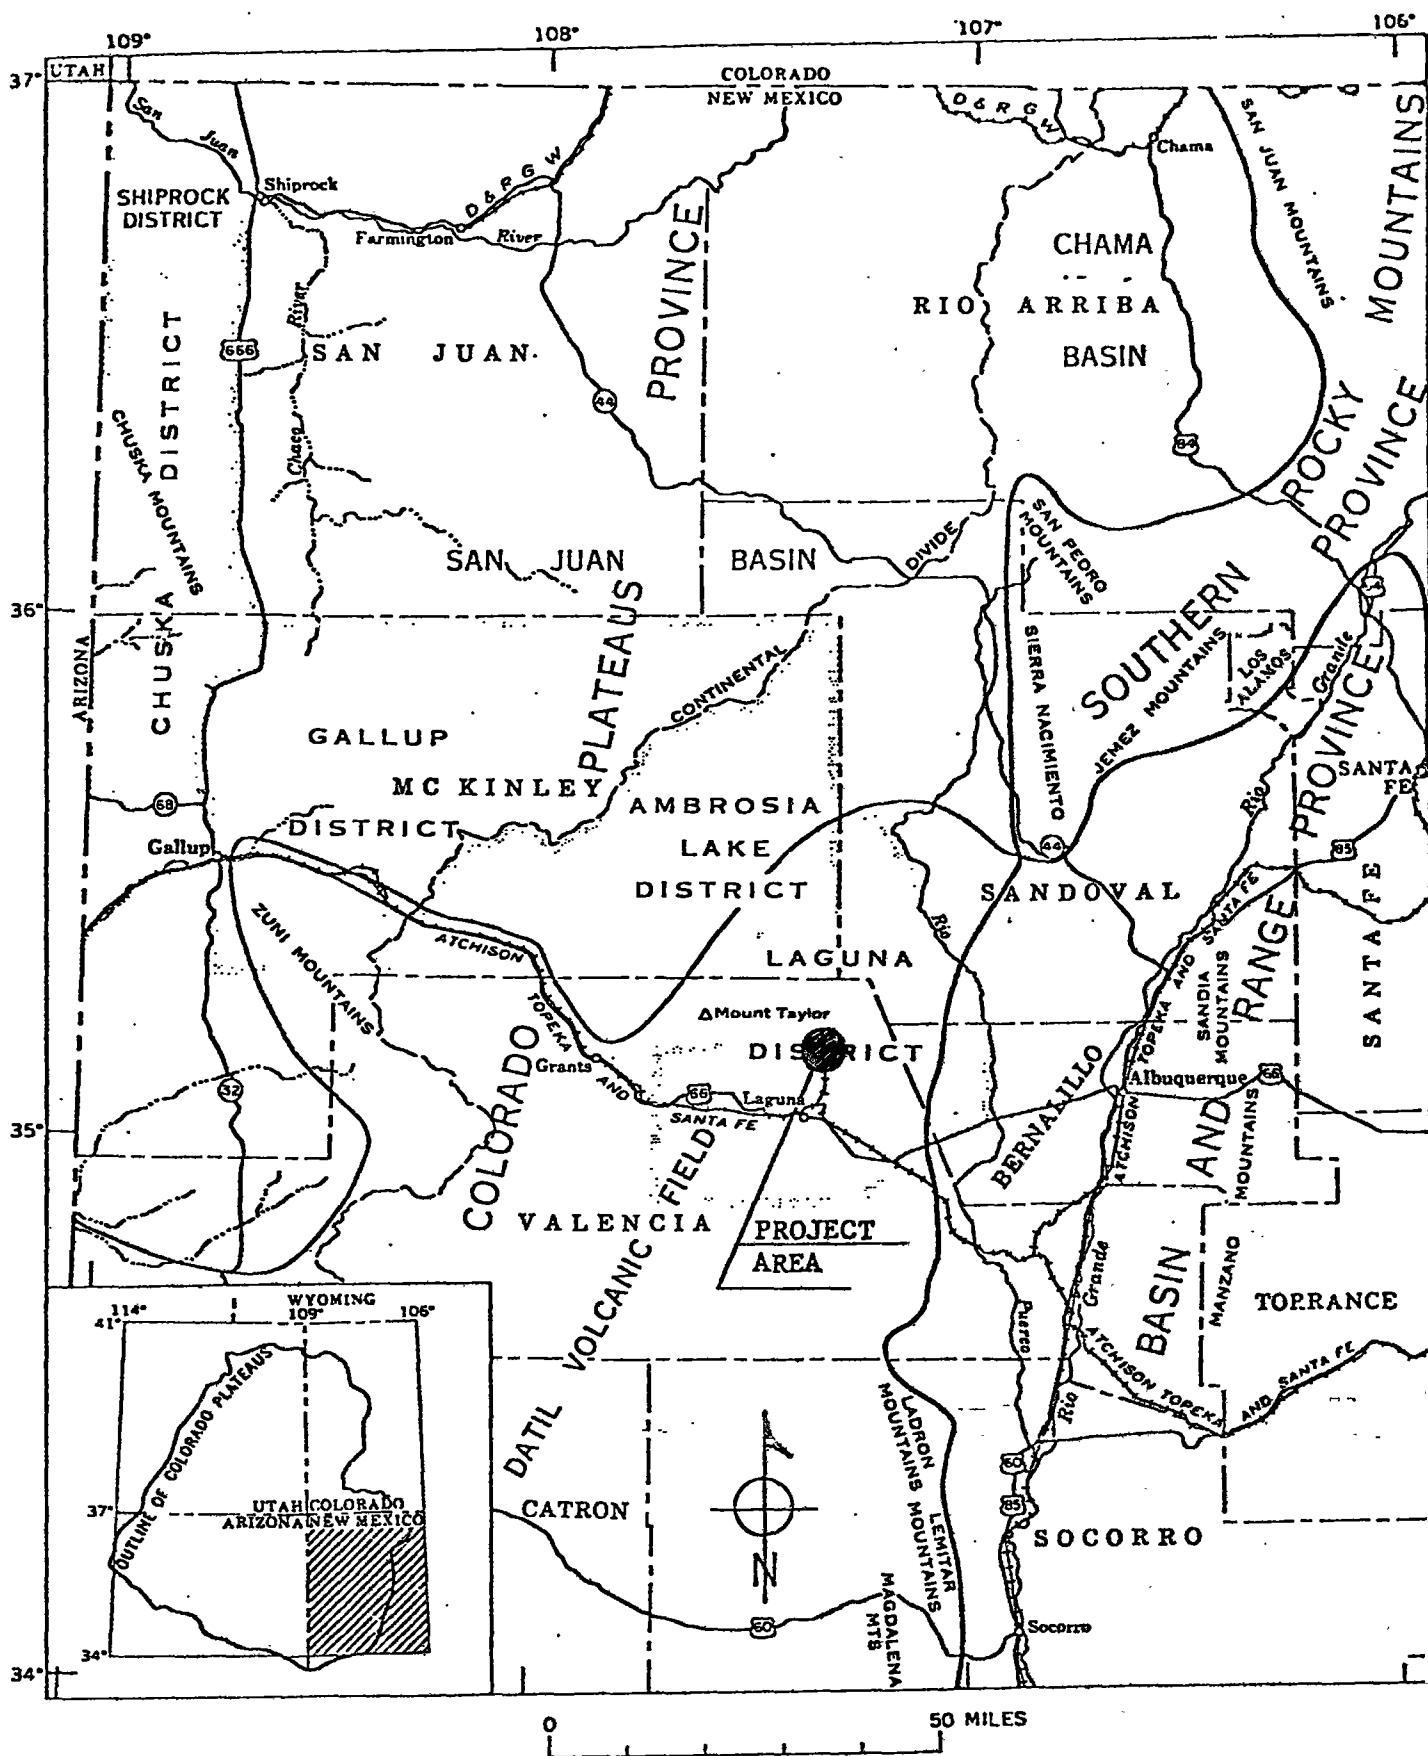 109°
108°
107°
106°
37°
UTAH
COLORADO
NEW MEXICO
San
Juan
D & R G W
D & R G W
Chama
SAN JUAN MOUNTAINS
MOUNTAINS
SHIPROCK
DISTRICT
Shiprock
Farmington
River
PROVINCE
CHAMA
RIO ARRIBA
BASIN
River
Chaco
666
SAN JUAN
44
84
CHUSKA MOUNTAINS
CHUSKA DISTRICT
ROCKY
PROVINCE
SAN JUAN BASIN
DIVIDE
SAN PEDRO
MOUNTAINS
36°
ARIZONA
PLATEAUS
CONTINENTAL
SIERRA NACIMIENTO
SOUTHERN
JEMEZ MOUNTAINS
LOS
ALAMOS
Grande
PROVINCE
GALLUP
MC KINLEY
DISTRICT
AMBROSIA
LAKE
DISTRICT
SANTA
FE
Rio
68
Gallup
44
85
SANDOVAL
SANTA FE
SANTA FE
ZUNI MOUNTAINS
ATCHISON
TOPEKA
AND
SANTA FE
Rio
LAGUNA
DISTRICT
Mount Taylor
TOPEKA AND
SANDIA
MOUNTAINS
RANGE
Grants
COLORADO
66
Laguna
BERNALILLO
Albuquerque
66
32
35°
ATCHISON
AND
MOUNTAINS
MANZANO
VALENCIA
FIELD
VOLCANIC
DATIL
PROJECT
AREA
Puerco
Grande
Rio
BASIN
TORRANCE
ATCHISON TOPEKA
AND SANTA FE
WYOMING
114°
109°
106°
41°
OUTLINE OF COLORADO PLATEAUS
37°
UTAH COLORADO
ARIZONA NEW MEXICO
34°
CATRON
N
LADRON
MOUNTAINS
LEMITAR
MOUNTAINS
MAGDALENA
MTS
60
85
SOCORRO
60
Socorro
34°
0
50 MILES